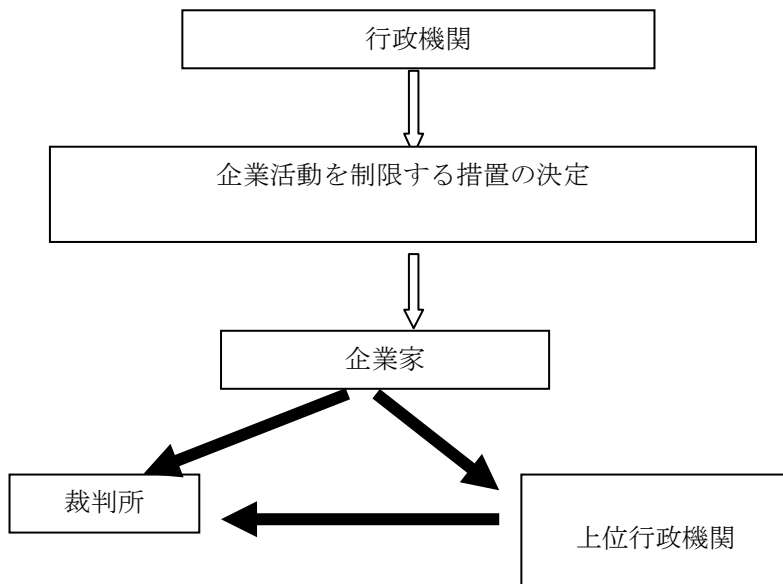 行政機関
企業活動を制限する措置の決定
企業家
裁判所
上位行政機関